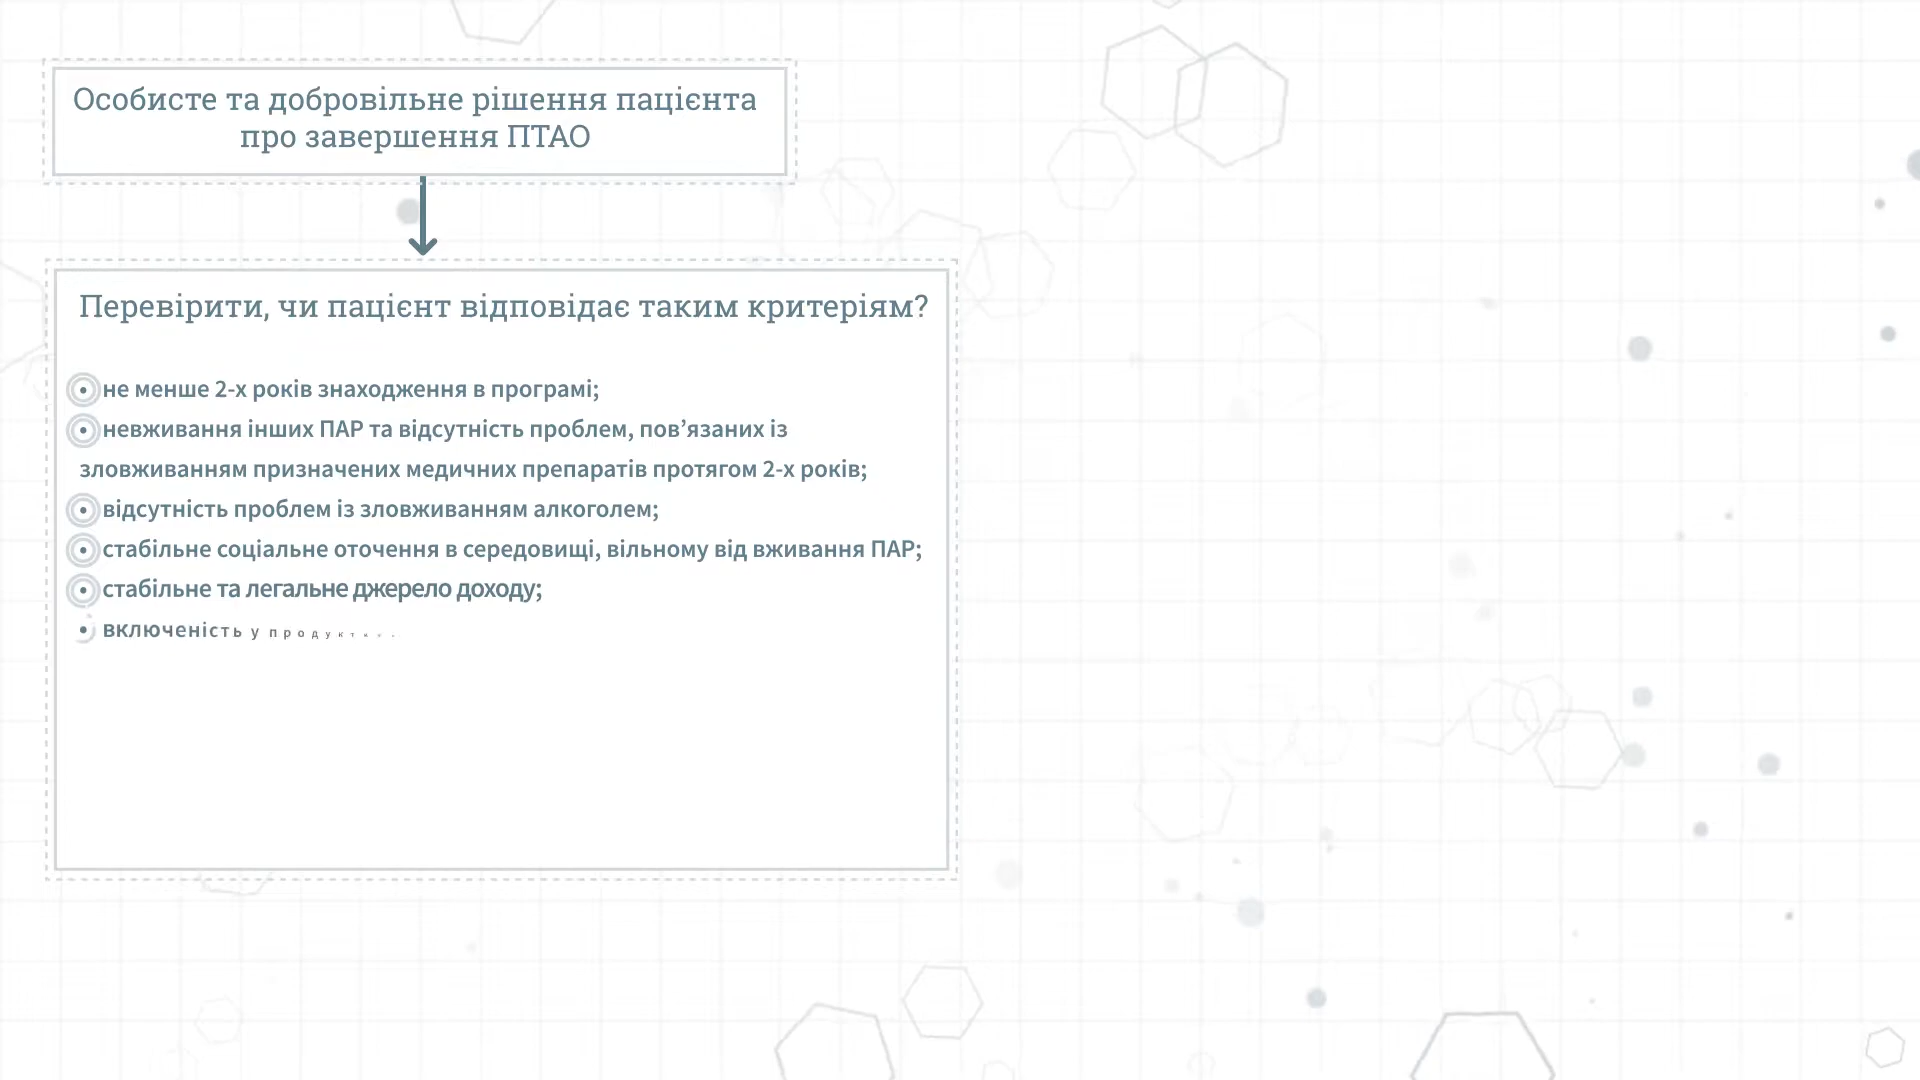 Особисте та добровільне рішення пацієнта
про завершення ПТАО
Перевірити, чи пацієнт відповідає таким критеріям?
не менше 2-х років знаходження в програмі;
невживання інших ПАР та відсутність проблем, пов’язаних із
зловживанням призначених медичних препаратів протягом 2-х років;
відсутність проблем із зловживанням алкоголем;
стабільне соціальне оточення в середовищі, вільному від вживання ПАР;
стабільне та легальне джерело доходу;
включеність у